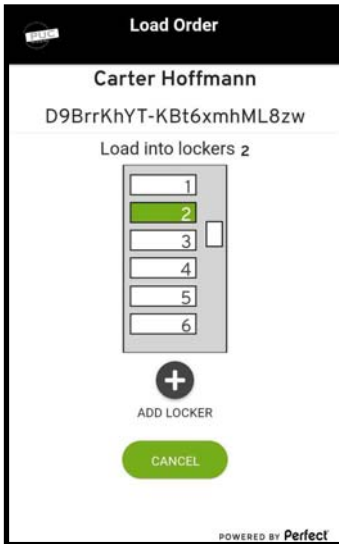 PUC
Load Order
Carter Hoffmann
D9BrrKhYT-KBt6xmhML8zw
Load into lockers 2
1
2
3
4
5
6
ADD LOCKER
CANCEL
POWERED BY Perfect